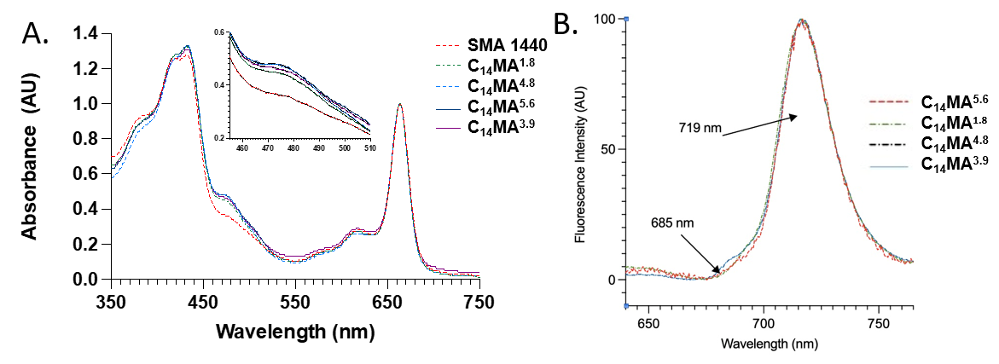 A.
Absorbance (AU)
1.4
1.2
1.0
0.8
0.6
0.4
0.2
0.0
350
450
550
650
750
Wavelength (nm)
0.6
0.4
0.2
460
470
480
490
500
510
SMA 1440
C₁₄MA¹·⁸
C₁₄MA⁴·⁸
C₁₄MA⁵·⁶
C₁₄MA³·⁹
B.
Fluorescence Intensity (AU)
100
50
0
650
700
750
Wavelength (nm)
719 nm
685 nm
C₁₄MA⁵·⁶
C₁₄MA¹·⁸
C₁₄MA⁴·⁸
C₁₄MA³·⁹